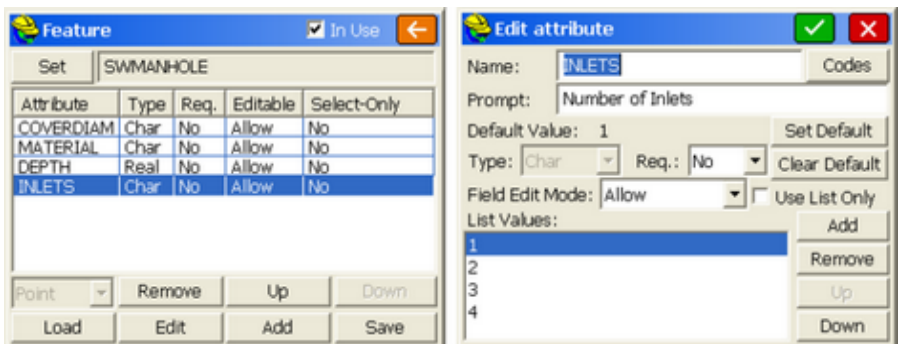 Feature In Use
Set SWMANHOLE
Attribute Type Req. Editable Select-Only
COVERDIAM Char No Allow No
MATERIAL Char No Allow No
DEPTH Real No Allow No
INLETS Char No Allow No
Point Remove Up Down
Load Edit Add Save
Edit attribute
Name: INLETS Codes
Prompt: Number of Inlets
Default Value: 1 Set Default
Type: Char Req.: No Clear Default
Field Edit Mode: Allow Use List Only
List Values: Add
1
2 Remove
3 Up
4 Down